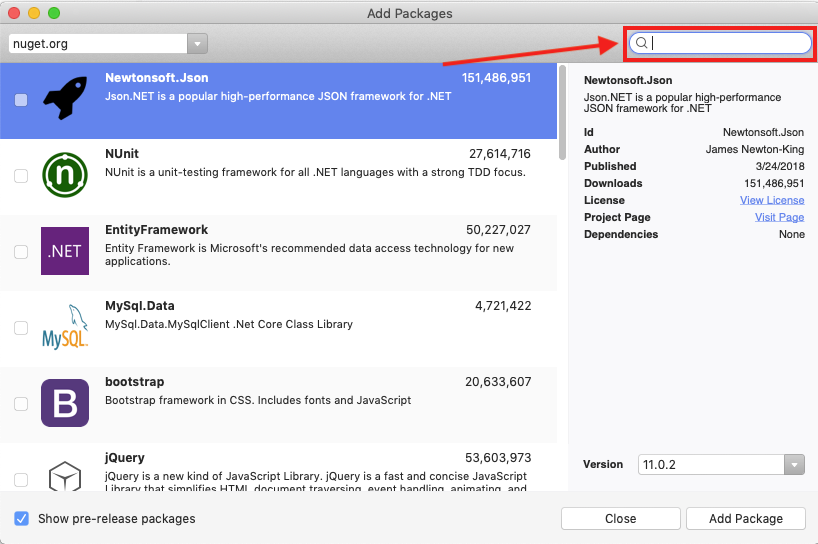 Add Packages
nuget.org
Newtonsoft.Json 151,486,951
Json.NET is a popular high-performance JSON framework for .NET
n
NUnit 27,614,716
NUnit is a unit-testing framework for all .NET languages with a strong TDD focus.
.NET
EntityFramework 50,227,027
Entity Framework is Microsoft's recommended data access technology for new
applications.
MySQL
MySql.Data 4,721,422
MySql.Data.MySqlClient .Net Core Class Library
B
bootstrap 20,633,607
Bootstrap framework in CSS. Includes fonts and JavaScript
jQuery 53,603,973
jQuery is a new kind of JavaScript Library. jQuery is a fast and concise JavaScript
Library that simplifies HTML document traversing, event handling, animating, and
Newtonsoft.Json
Json.NET is a popular high-performance
JSON framework for .NET
Id Newtonsoft.Json
Author James Newton-King
Published 3/24/2018
Downloads 151,486,951
License View License
Project Page Visit Page
Dependencies None
Version 11.0.2
Show pre-release packages
Close
Add Package